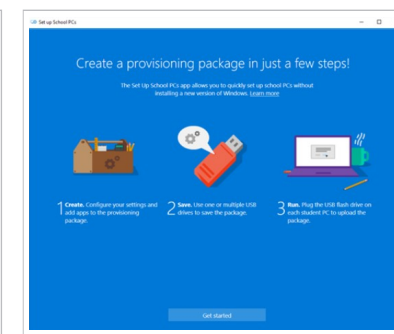 Set up School PCs
Create a provisioning package in just a few steps!
The Set Up School PCs app allows you to quickly set up school PCs without
installing a new version of Windows. Learn more
1 Create. Configure your settings and
add apps to the provisioning
package.
2 Save. Use one or multiple USB
drives to save the package.
3 Run. Plug the USB flash drive on
each student PC to upload the
package.
Get started